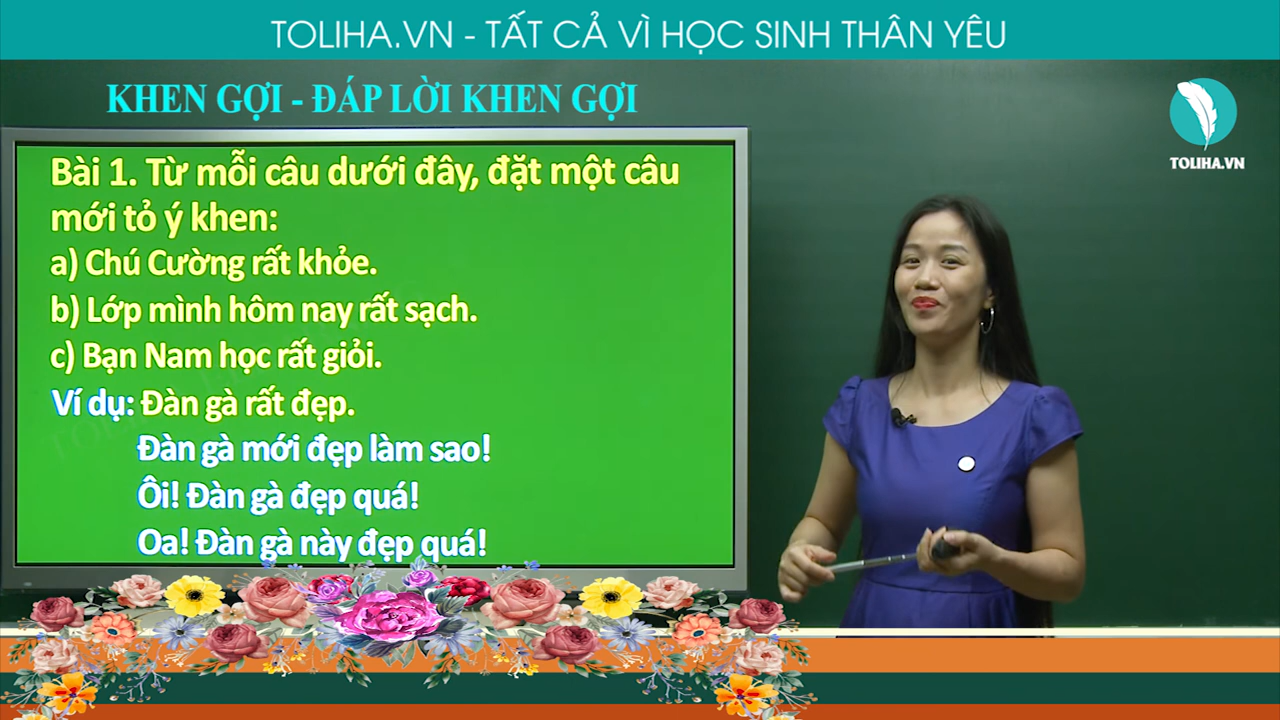 TOLIHA.VN - TẤT CẢ VÌ HỌC SINH THÂN YÊU
KHEN GỢI - ĐÁP LỜI KHEN GỢI
TOLIHA.VN
Bài 1. Từ mỗi câu dưới đây, đặt một câu
mới tỏ ý khen:
a) Chú Cường rất khỏe.
b) Lớp mình hôm nay rất sạch.
c) Bạn Nam học rất giỏi.
Ví dụ: Đàn gà rất đẹp.
Đàn gà mới đẹp làm sao!
Ôi! Đàn gà đẹp quá!
Oa! Đàn gà này đẹp quá!